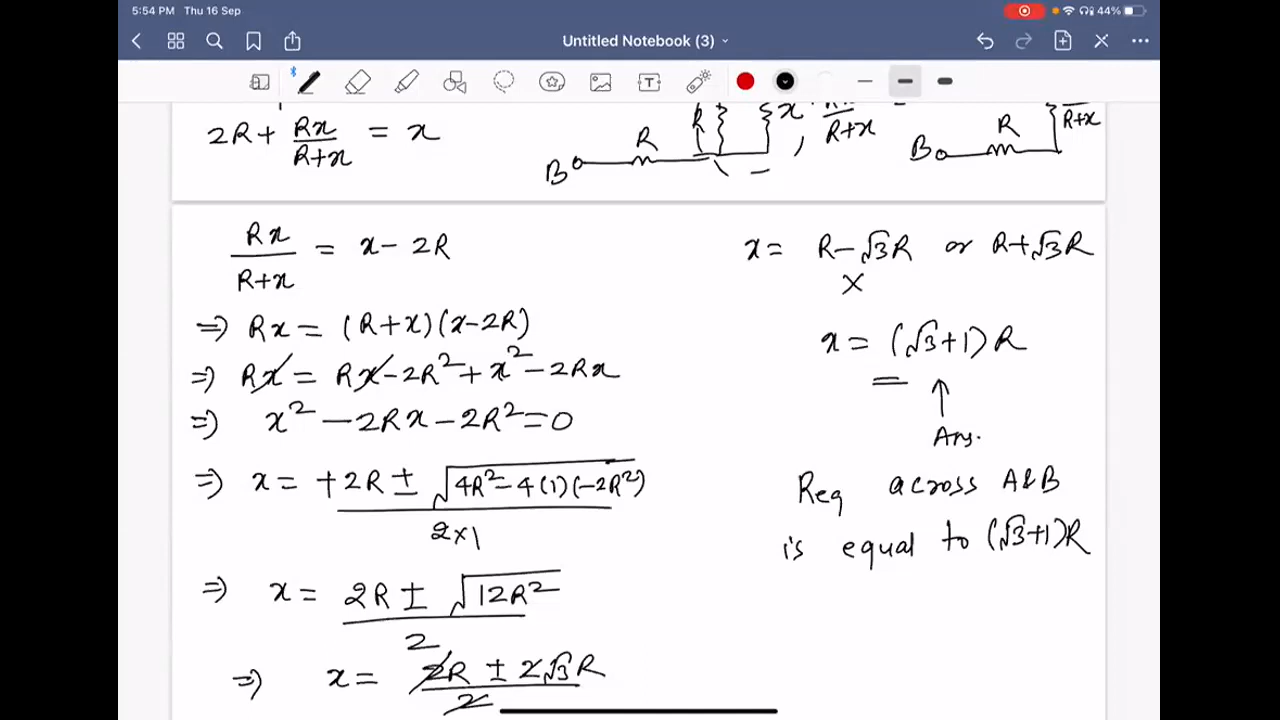 5:54 PM Thu 16 Sep
44%
Untitled Notebook (3)
2R + Rx/R+x = x
B R R x Rx/R+x ,
B R R+x
Rx/R+x = x - 2R
⇒ Rx = (R+x)(x-2R)
⇒ Rx = Rx - 2R² + x² - 2Rx
⇒ x² - 2Rx - 2R² = 0
⇒ x = +2R ± √4R² - 4(1)(-2R²) / 2×1
⇒ x = 2R ± √12R² / 2
⇒ x = 2R ± 2√3R / 2
x = R - √3R or R + √3R
×
x = (√3+1)R
↑
Ans.
Req across A&B
is equal to (√3+1)R